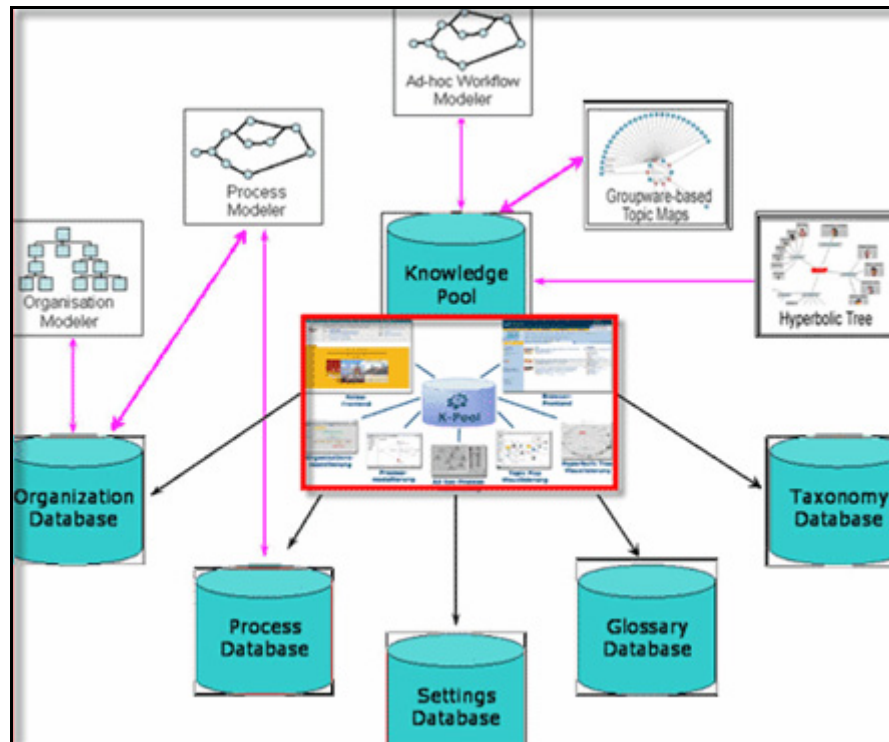 Ad-hoc Workflow
Modeler
Process
Modeler
Groupware-based
Topic Maps
Organisation
Modeler
Knowledge
Pool
Hyperbolic Tree
K-Pool
Organization
Database
Taxonomy
Database
Process
Database
Glossary
Database
Settings
Database